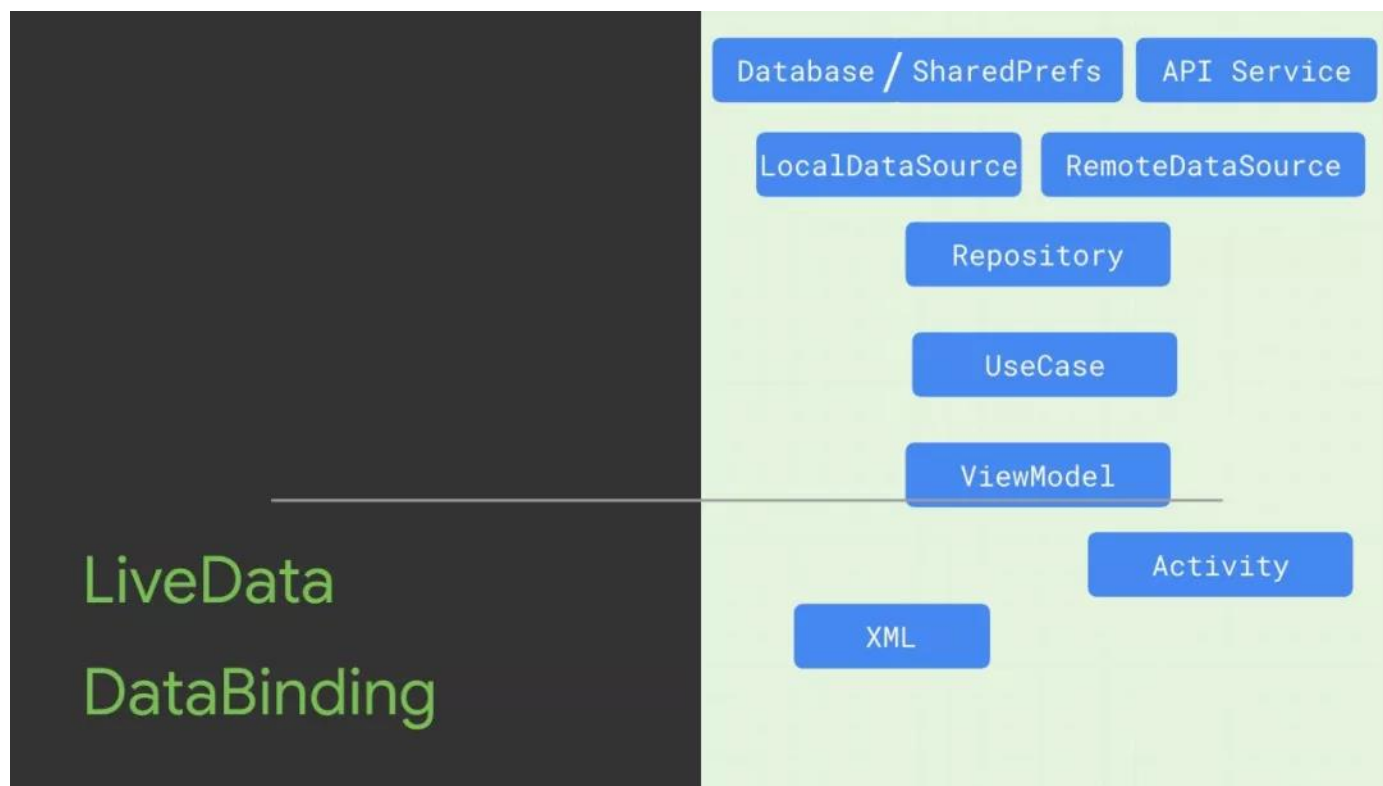 Database / SharedPrefs API Service
LocalDataSource RemoteDataSource
Repository
UseCase
ViewModel
Activity
XML
LiveData
DataBinding